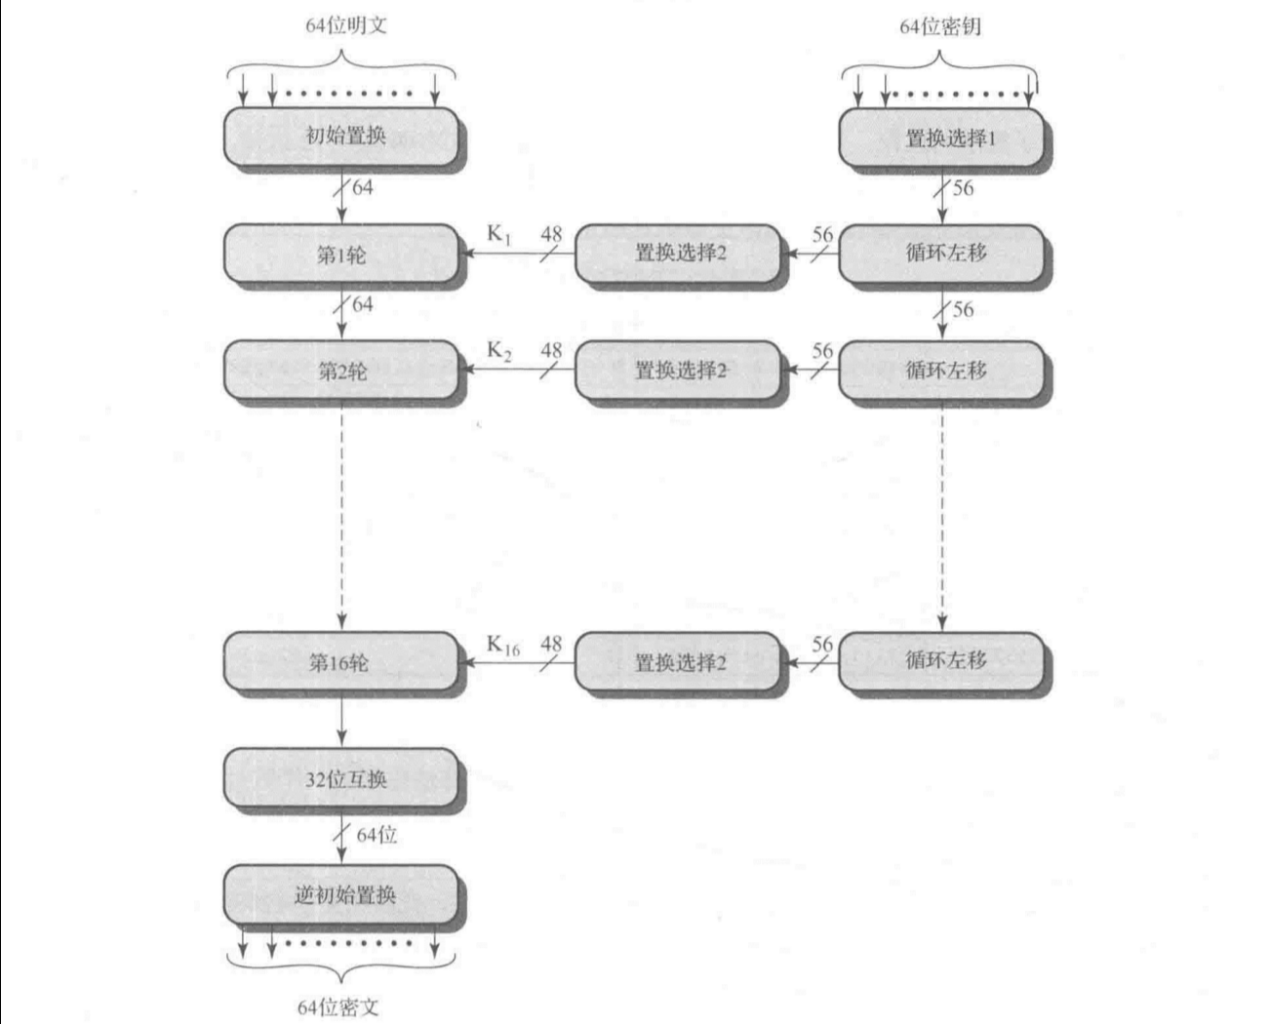 64位明文
64位密钥
初始置换
置换选择1
64
56
第1轮
K1
48
置换选择2
56
循环左移
64
56
第2轮
K2
48
置换选择2
56
循环左移
第16轮
K16
48
置换选择2
56
循环左移
32位互换
64位
逆初始置换
64位密文